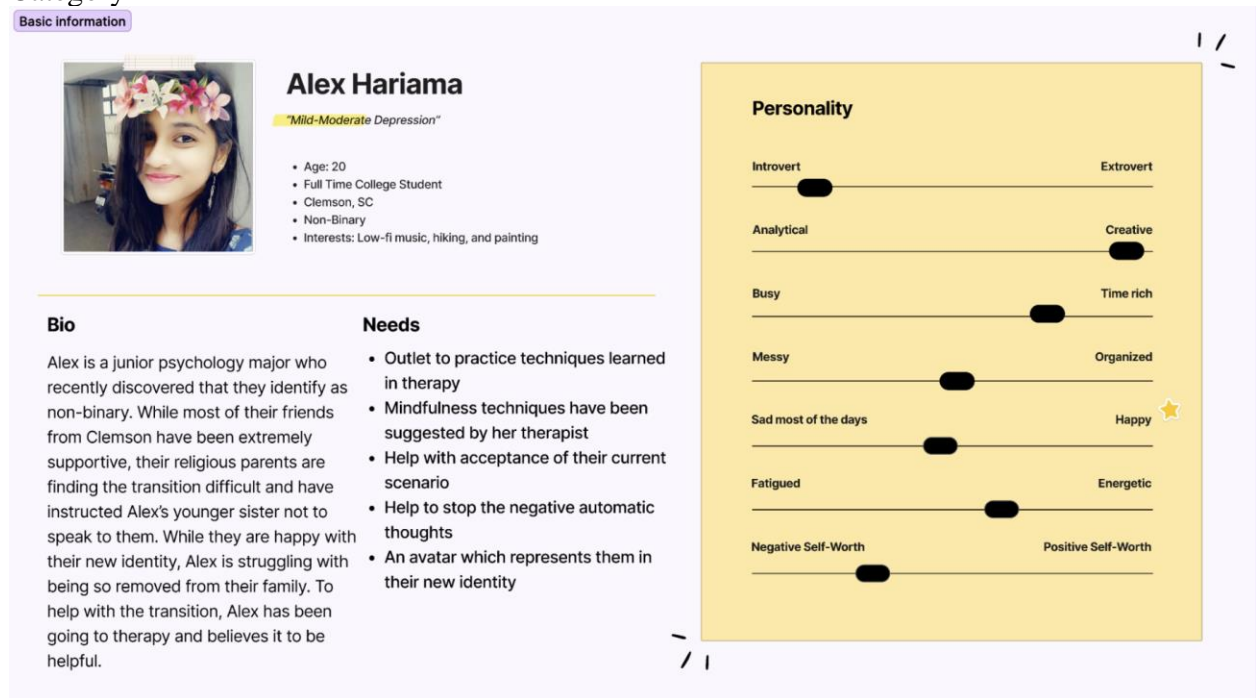 Basic information
Alex Hariama
"Mild-Moderate Depression"
• Age: 20
• Full Time College Student
• Clemson, SC
• Non-Binary
• Interests: Low-fi music, hiking, and painting
Bio
Alex is a junior psychology major who
recently discovered that they identify as
non-binary. While most of their friends
from Clemson have been extremely
supportive, their religious parents are
finding the transition difficult and have
instructed Alex's younger sister not to
speak to them. While they are happy with
their new identity, Alex is struggling with
being so removed from their family. To
help with the transition, Alex has been
going to therapy and believes it to be
helpful.
Needs
• Outlet to practice techniques learned
in therapy
• Mindfulness techniques have been
suggested by her therapist
• Help with acceptance of their current
scenario
• Help to stop the negative automatic
thoughts
• An avatar which represents them in
their new identity
Personality
Introvert Extrovert
Analytical Creative
Busy Time rich
Messy Organized
Sad most of the days Happy
Fatigued Energetic
Negative Self-Worth Positive Self-Worth